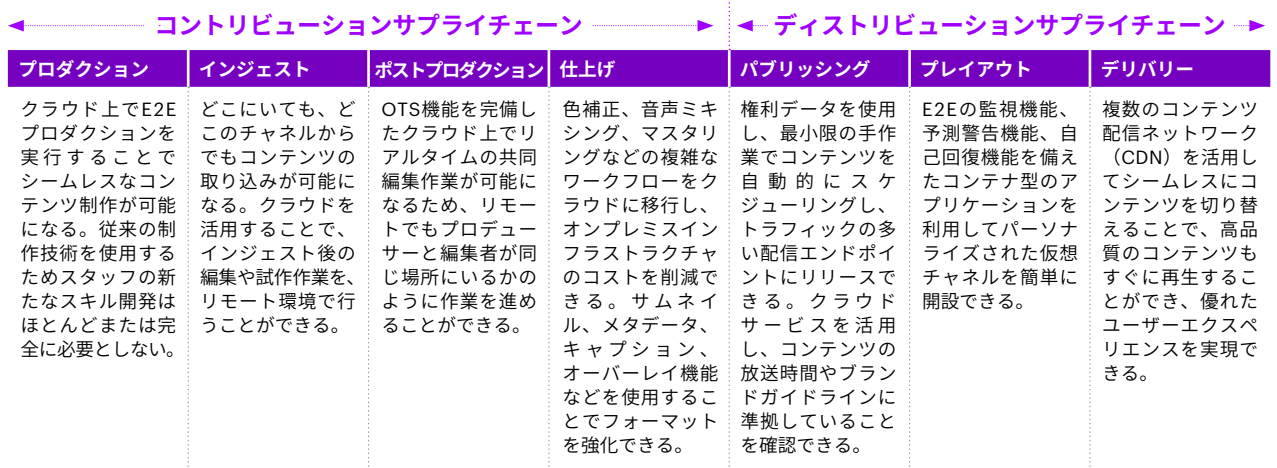 コントリビューションサプライチェーン
ディストリビューションサプライチェーン
プロダクション
クラウド上でE2E
プロダクションを
実行することで
シームレスなコン
テンツ制作が可能
になる。従来の制
作技術を使用する
ためスタッフの新
たなスキル開発は
ほとんどまたは完
全に必要としない。
インジェスト
どこにいても、ど
このチャネルから
でもコンテンツの
取り込みが可能に
なる。クラウドを
活用することで、
インジェスト後の
編集や試作作業を、
リモート環境で行
うことができる。
ポストプロダクション
OTS機能を完備し
たクラウド上でリ
アルタイムの共同
編集作業が可能に
なるため、リモー
トでもプロデュー
サーと編集者が同
じ場所にいるかの
ように作業を進め
ることができる。
仕上げ
色補正、音声ミキ
シング、マスタリ
ングなどの複雑な
ワークフローをク
ラウドに移行し、
オンプレミスイン
フラストラクチャ
のコストを削減で
きる。サムネイ
ル、メタデータ、
キャプション、
オーバーレイ機能
などを使用するこ
とでフォーマット
を強化できる。
パブリッシング
権利データを使用
し、最小限の手作
業でコンテンツを
自動的にスケ
ジューリングし、
トラフィックの多
い配信エンドポイ
ントにリリースで
きる。クラウド
サービスを活用
し、コンテンツの
放送時間やブラン
ドガイドラインに
準拠していること
を確認できる。
プレイアウト
E2Eの監視機能、
予測警告機能、自
己回復機能を備え
たコンテナ型のア
プリケーションを
利用してパーソナ
ライズされた仮想
チャネルを簡単に
開設できる。
デリバリー
複数のコンテンツ
配信ネットワーク
（CDN）を活用し
てシームレスにコ
ンテンツを切り替
えることで、高品
質のコンテンツも
すぐに再生するこ
とができ、優れた
ユーザーエクスペ
リエンスを実現で
きる。